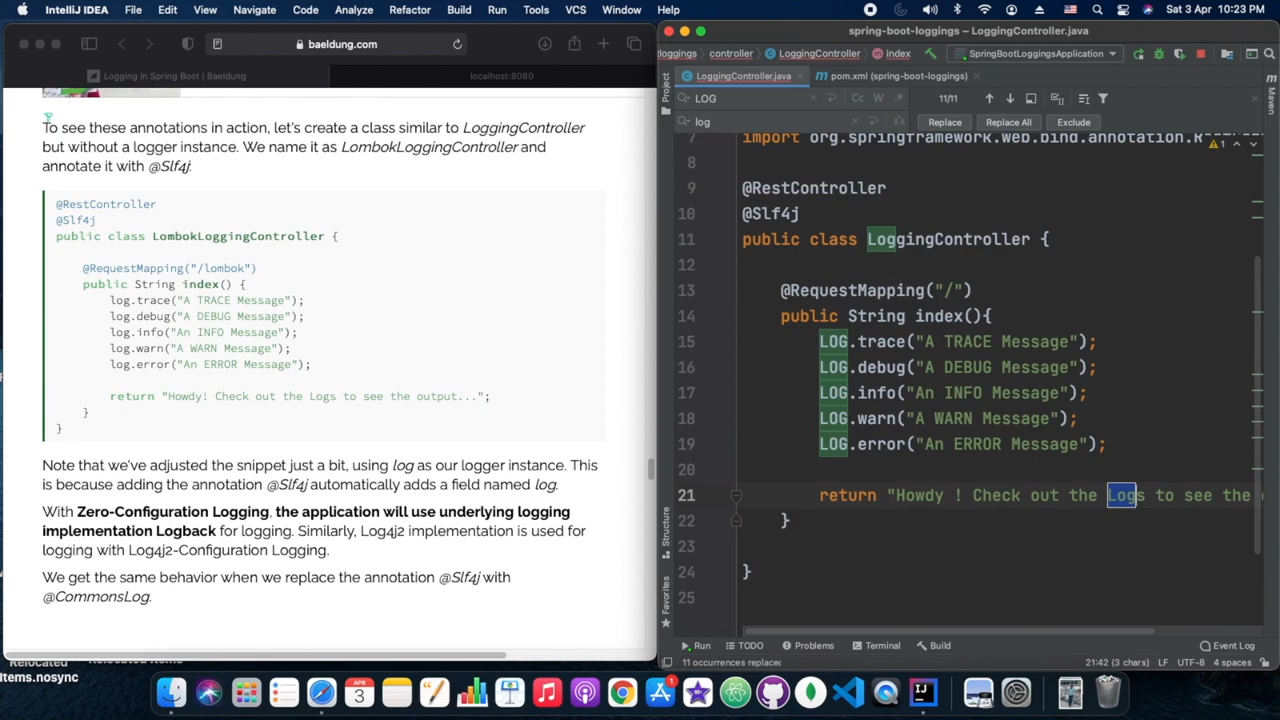 IntelliJ IDEA File Edit View Navigate Code Analyze Refactor Build Run Tools VCS Window Help Sat 3 Apr 10:23 PM
baeldung.com
Logging in Spring Boot | Baeldung localhost:8080
To see these annotations in action, let's create a class similar to LoggingController
but without a logger instance. We name it as LombokLoggingController and
annotate it with @Slf4j:
@RestController
@Slf4j
public class LombokLoggingController {
@RequestMapping("/lombok")
public String index() {
log.trace("A TRACE Message");
log.debug("A DEBUG Message");
log.info("An INFO Message");
log.warn("A WARN Message");
log.error("An ERROR Message");
return "Howdy! Check out the Logs to see the output...";
}
}
Note that we've adjusted the snippet just a bit, using log as our logger instance. This
is because adding the annotation @Slf4j automatically adds a field named log.
With Zero-Configuration Logging, the application will use underlying logging
implementation Logback for logging. Similarly, Log4j2 implementation is used for
logging with Log4j2-Configuration Logging.
We get the same behavior when we replace the annotation @Slf4j with
@CommonsLog.
Relocated Relocated Items
Items.nosync
spring-boot-loggings – LoggingController.java
loggings controller LoggingController index SpringBootLoggingsApplication
LoggingController.java pom.xml (spring-boot-loggings)
LOG Cc W 11/11
log Replace Replace All Exclude
7 import org.springframework.web.bind.annotation.R 1
8
9 @RestController
10 @Slf4j
11 public class LoggingController {
12
13 @RequestMapping("/")
14 public String index(){
15 LOG.trace("A TRACE Message");
16 LOG.debug("A DEBUG Message");
17 LOG.info("An INFO Message");
18 LOG.warn("A WARN Message");
19 LOG.error("An ERROR Message");
20
21 return "Howdy ! Check out the Logs to see the
22 }
23
24 }
25
Project
Structure
Favorites
Maven
Run TODO Problems Terminal Build Event Log
11 occurrences replaced 21:42 (3 chars) LF UTF-8 4 spaces
APR
3
1